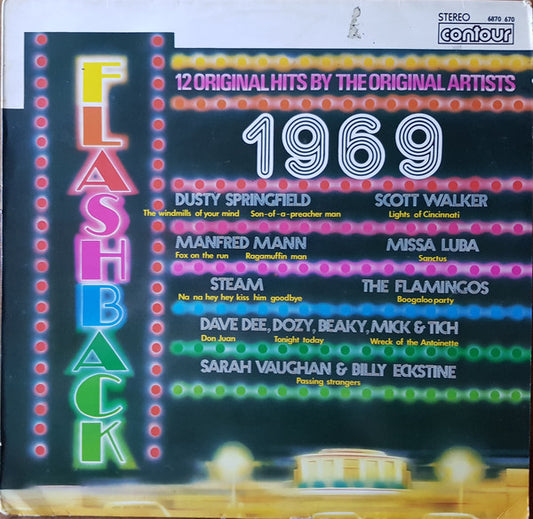 STEREO 6870 670
contour
FLASHBACK
12 ORIGINAL HITS BY THE ORIGINAL ARTISTS
1969
DUSTY SPRINGFIELD SCOTT WALKER
The windmills of your mind Son-of-a-preacher man Lights of Cincinnati
MANFRED MANN MISSA LUBA
Fox on the run Ragamuffin man Sanctus
STEAM THE FLAMINGOS
Na na hey hey kiss him goodbye Boogaloo party
DAVE DEE, DOZY, BEAKY, MICK & TICH
Don Juan Tonight today Wreck of the Antoinette
SARAH VAUGHAN & BILLY ECKSTINE
Passing strangers